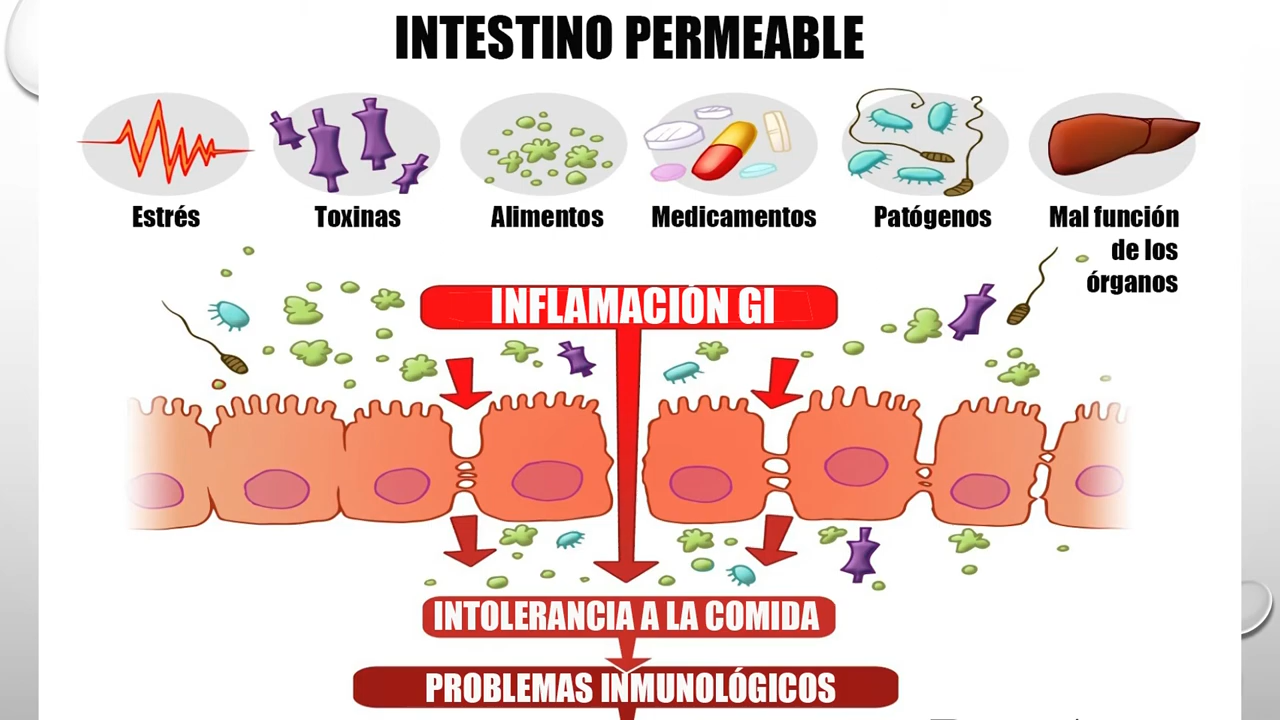 INTESTINO PERMEABLE
Estrés
Toxinas
Alimentos
Medicamentos
Patógenos
Mal función
de los
órganos
INFLAMACIÓN GI
INTOLERANCIA A LA COMIDA
PROBLEMAS INMUNOLÓGICOS